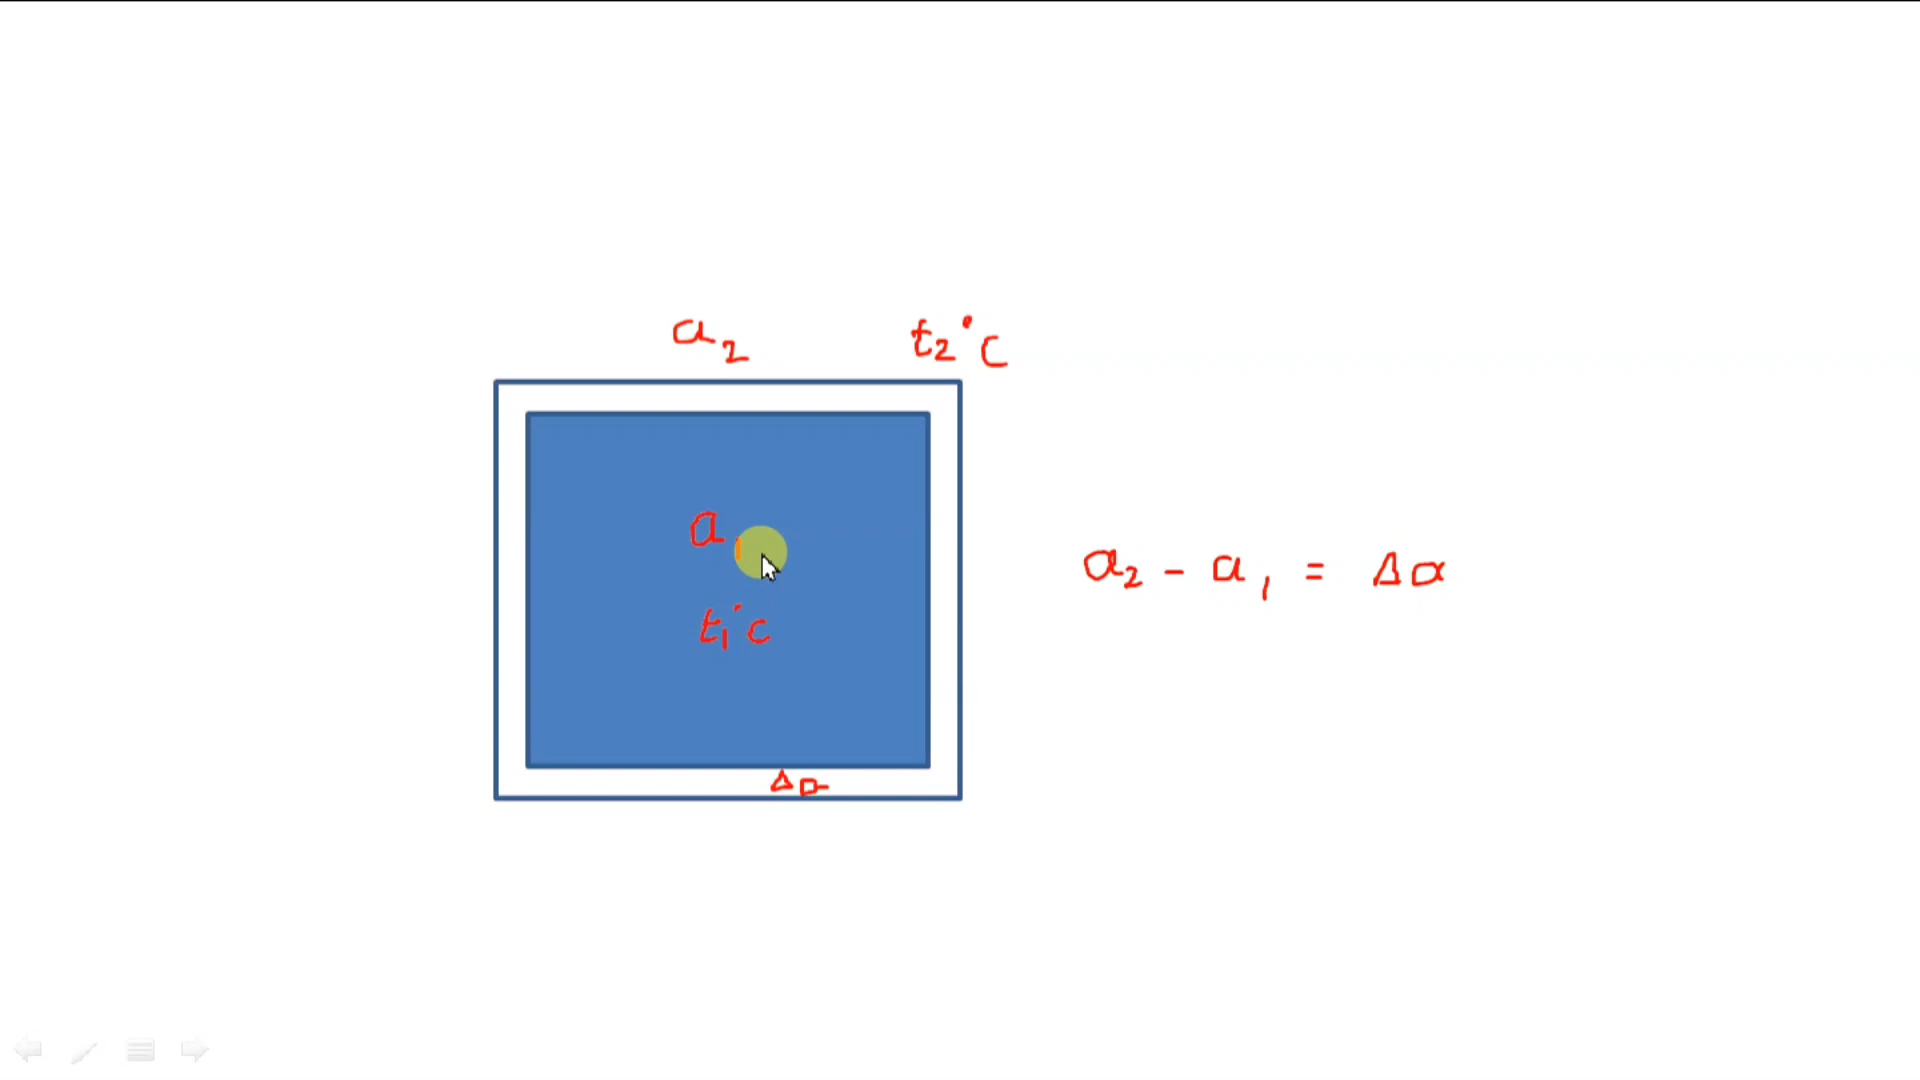 a₂ t₂°C
a₁
t₁°C
a₂ - a₁ = Δa
Δa